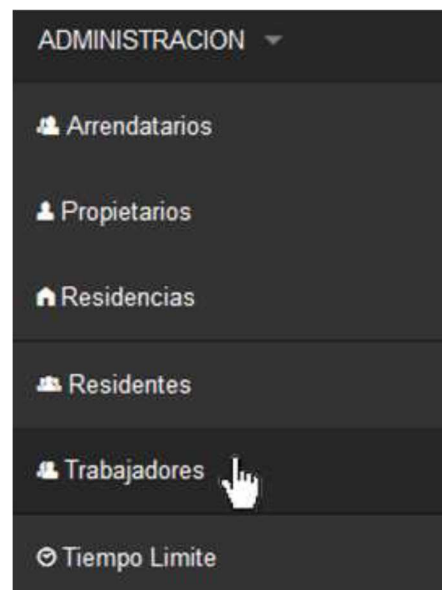 ADMINISTRACION
Arrendatarios
Propietarios
Residencias
Residentes
Trabajadores
Tiempo Limite